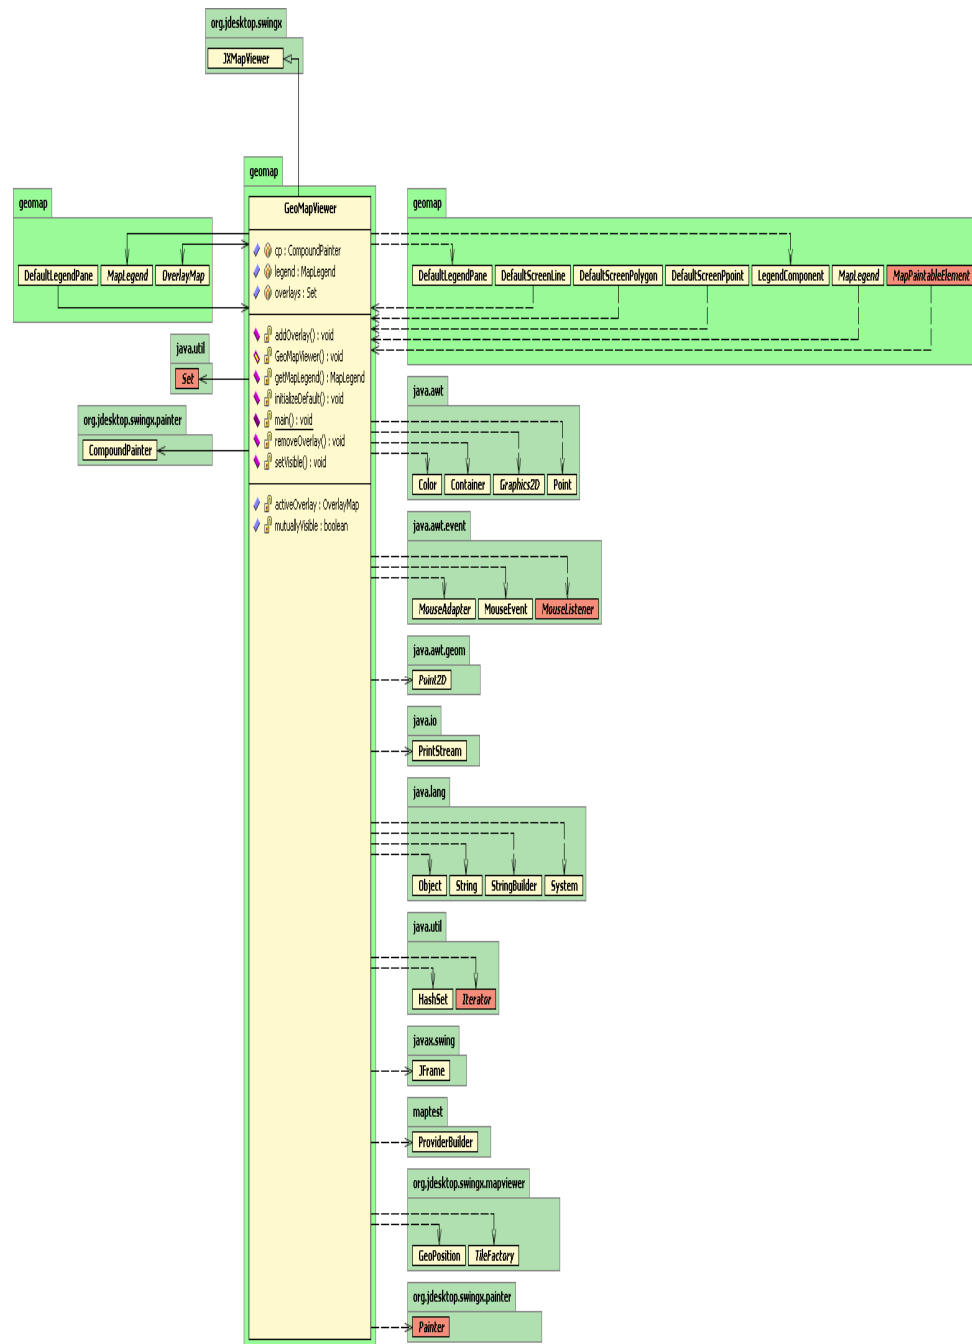 org.jdesktop.swingx
JXMapViewer
geomap
GeoMapViewer
cp : CompoundPainter
legend : MapLegend
overlays : Set
addOverlay() : void
GeoMapViewer() : void
getMapLegend() : MapLegend
initializeDefault() : void
main() : void
removeOverlay() : void
setVisible() : void
activeOverlay : OverlayMap
mutuallyVisible : boolean
geomap
DefaultLegendPane
MapLegend
OverlayMap
java.util
Set
org.jdesktop.swingx.painter
CompoundPainter
geomap
DefaultLegendPane
DefaultScreenLine
DefaultScreenPolygon
DefaultScreenPpoint
LegendComponent
MapLegend
MapPaintableElement
java.awt
Color
Container
Graphics2D
Point
java.awt.event
MouseAdapter
MouseEvent
MouseListener
java.awt.geom
Point2D
java.io
PrintStream
java.lang
Object
String
StringBuilder
System
java.util
HashSet
Iterator
javax.swing
JFrame
maptest
ProviderBuilder
org.jdesktop.swingx.mapviewer
GeoPosition
TileFactory
org.jdesktop.swingx.painter
Painter